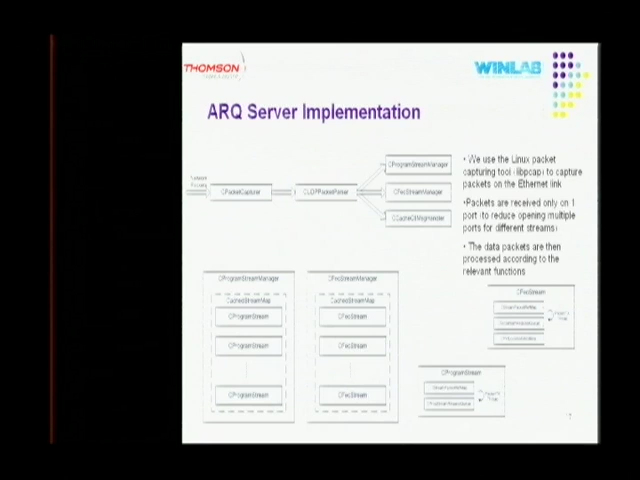 THOMSON
WINLAB
ARQ Server Implementation
CPacketCapturer
CUDPPacketParser
CProgramStreamManager
CFecStreamManager
• We use the Linux packet
capturing tool (libpcap) to capture
packets on the Ethernet link
•Packets are received only on 1
port (to reduce opening multiple
ports for different streams)
• The data packets are then
processed according to the
relevant functions
CProgramStreamManager
CachedStreamMap
CProgramStream
CProgramStream
CProgramStream
CFecStreamManager
CachedStreamMap
CFecStream
CFecStream
CFecStream
CFecStream
CProgramStream